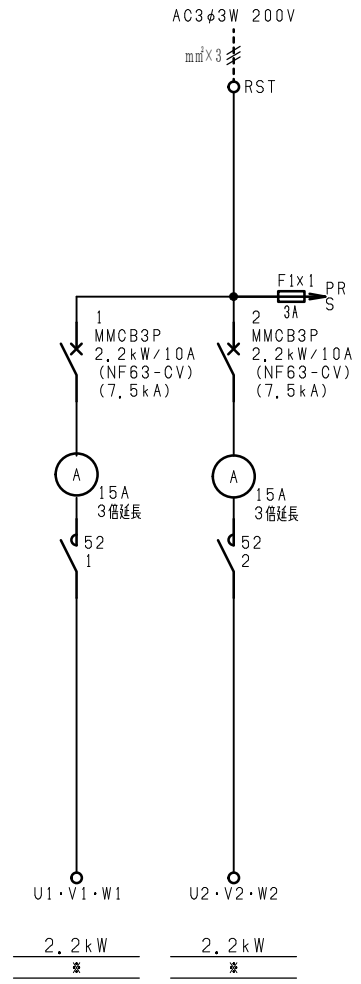 AC3φ3W 200V
mm²×3
RST
F1×1
PR
3A
S
1
MMCB3P
2.2kW/10A
(NF63-CV)
(7.5kA)
2
MMCB3P
2.2kW/10A
(NF63-CV)
(7.5kA)
A
15A
3倍延長
A
15A
3倍延長
52
1
52
2
U1・V1・W1
U2・V2・W2
2.2kW
2.2kW